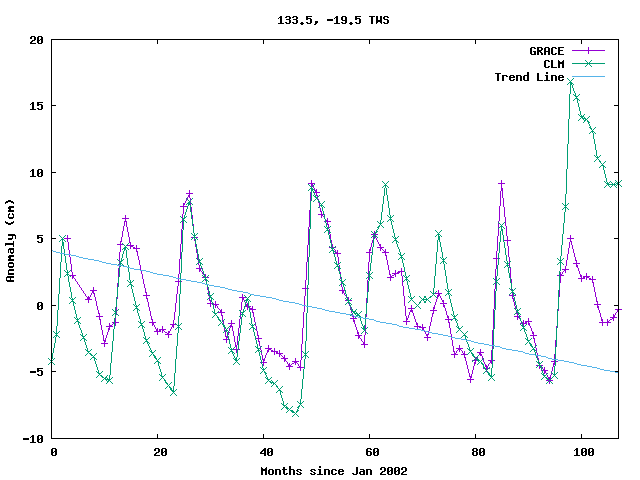 133.5, -19.5 TWS
GRACE
CLM
Trend Line
Anomaly (cm)
20
15
10
5
0
-5
-10
0 20 40 60 80 100
Months since Jan 2002